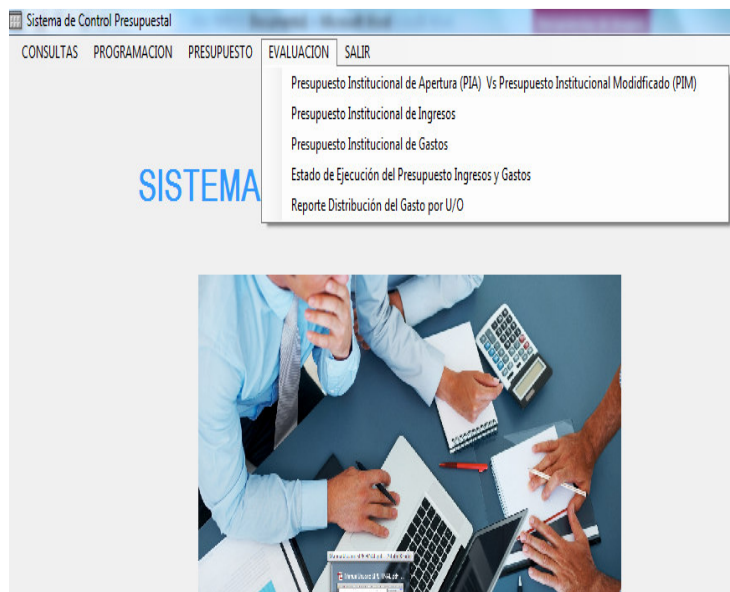 Sistema de Control Presupuestal
CONSULTAS PROGRAMACION PRESUPUESTO EVALUACION SALIR
Presupuesto Institucional de Apertura (PIA) Vs Presupuesto Institucional Modidficado (PIM)
Presupuesto Institucional de Ingresos
Presupuesto Institucional de Gastos
Estado de Ejecución del Presupuesto Ingresos y Gastos
Reporte Distribución del Gasto por U/O
SISTEMA